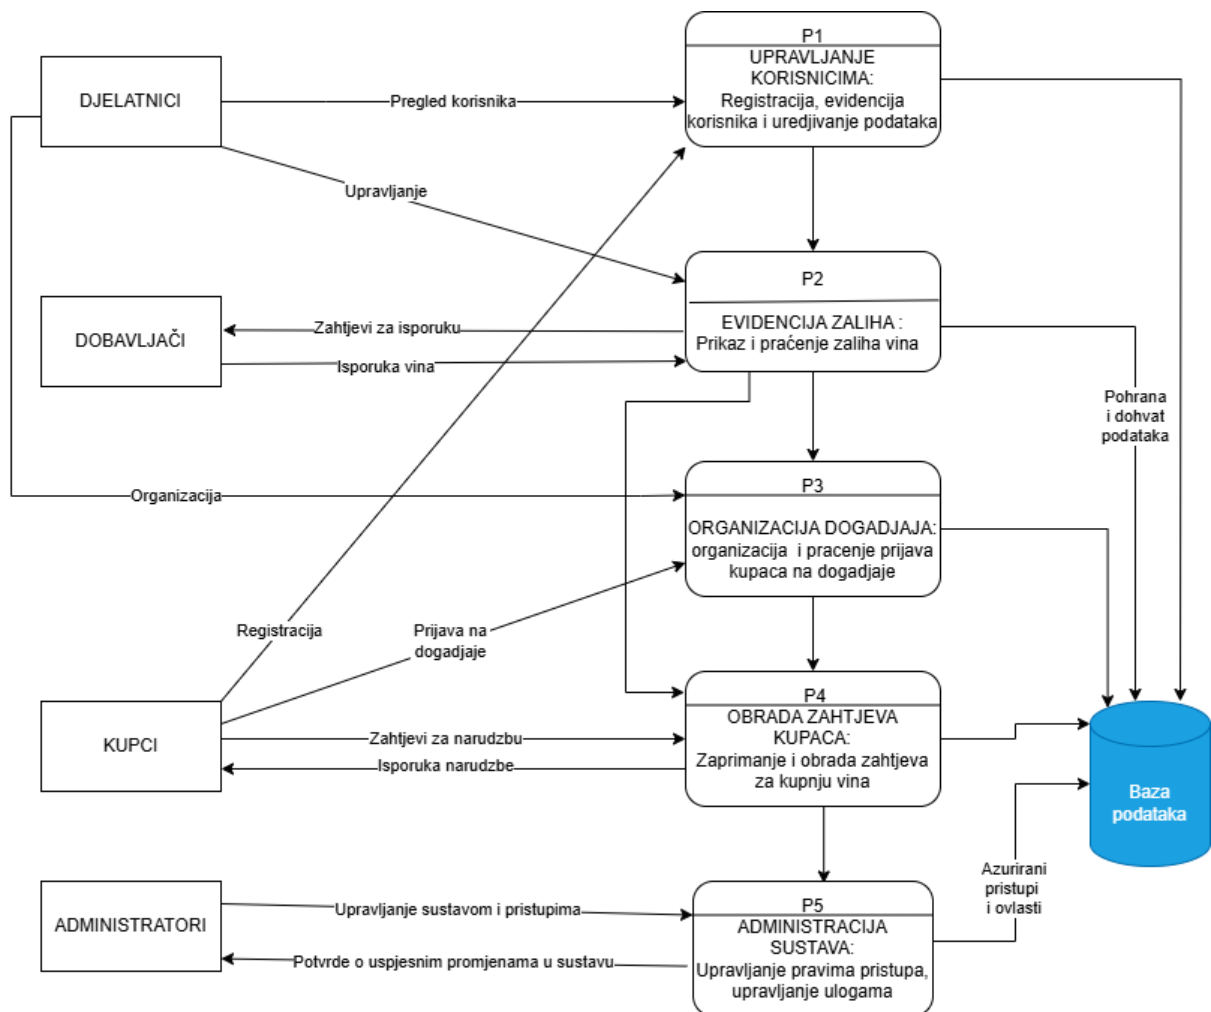 P1
UPRAVLJANJE
KORISNICIMA:
Registracija, evidencija
korisnika i uredjivanje podataka
DJELATNICI
Pregled korisnika
Upravljanje
P2
EVIDENCIJA ZALIHA :
Prikaz i praćenje zaliha vina
DOBAVLJAČI
Zahtjevi za isporuku
Isporuka vina
Pohrana
i dohvat
podataka
P3
ORGANIZACIJA DOGADJAJA:
organizacija i pracenje prijava
kupaca na dogadjaje
Organizacija
Registracija
Prijava na
dogadjaje
P4
OBRADA ZAHTJEVA
KUPACA:
Zaprimanje i obrada zahtjeva
za kupnju vina
KUPCI
Zahtjevi za narudzbu
Isporuka narudzbe
Baza
podataka
Azurirani
pristupi
i ovlasti
P5
ADMINISTRACIJA
SUSTAVA:
Upravljanje pravima pristupa,
upravljanje ulogama
ADMINISTRATORI
Upravljanje sustavom i pristupima
Potvrde o uspjesnim promjenama u sustavu